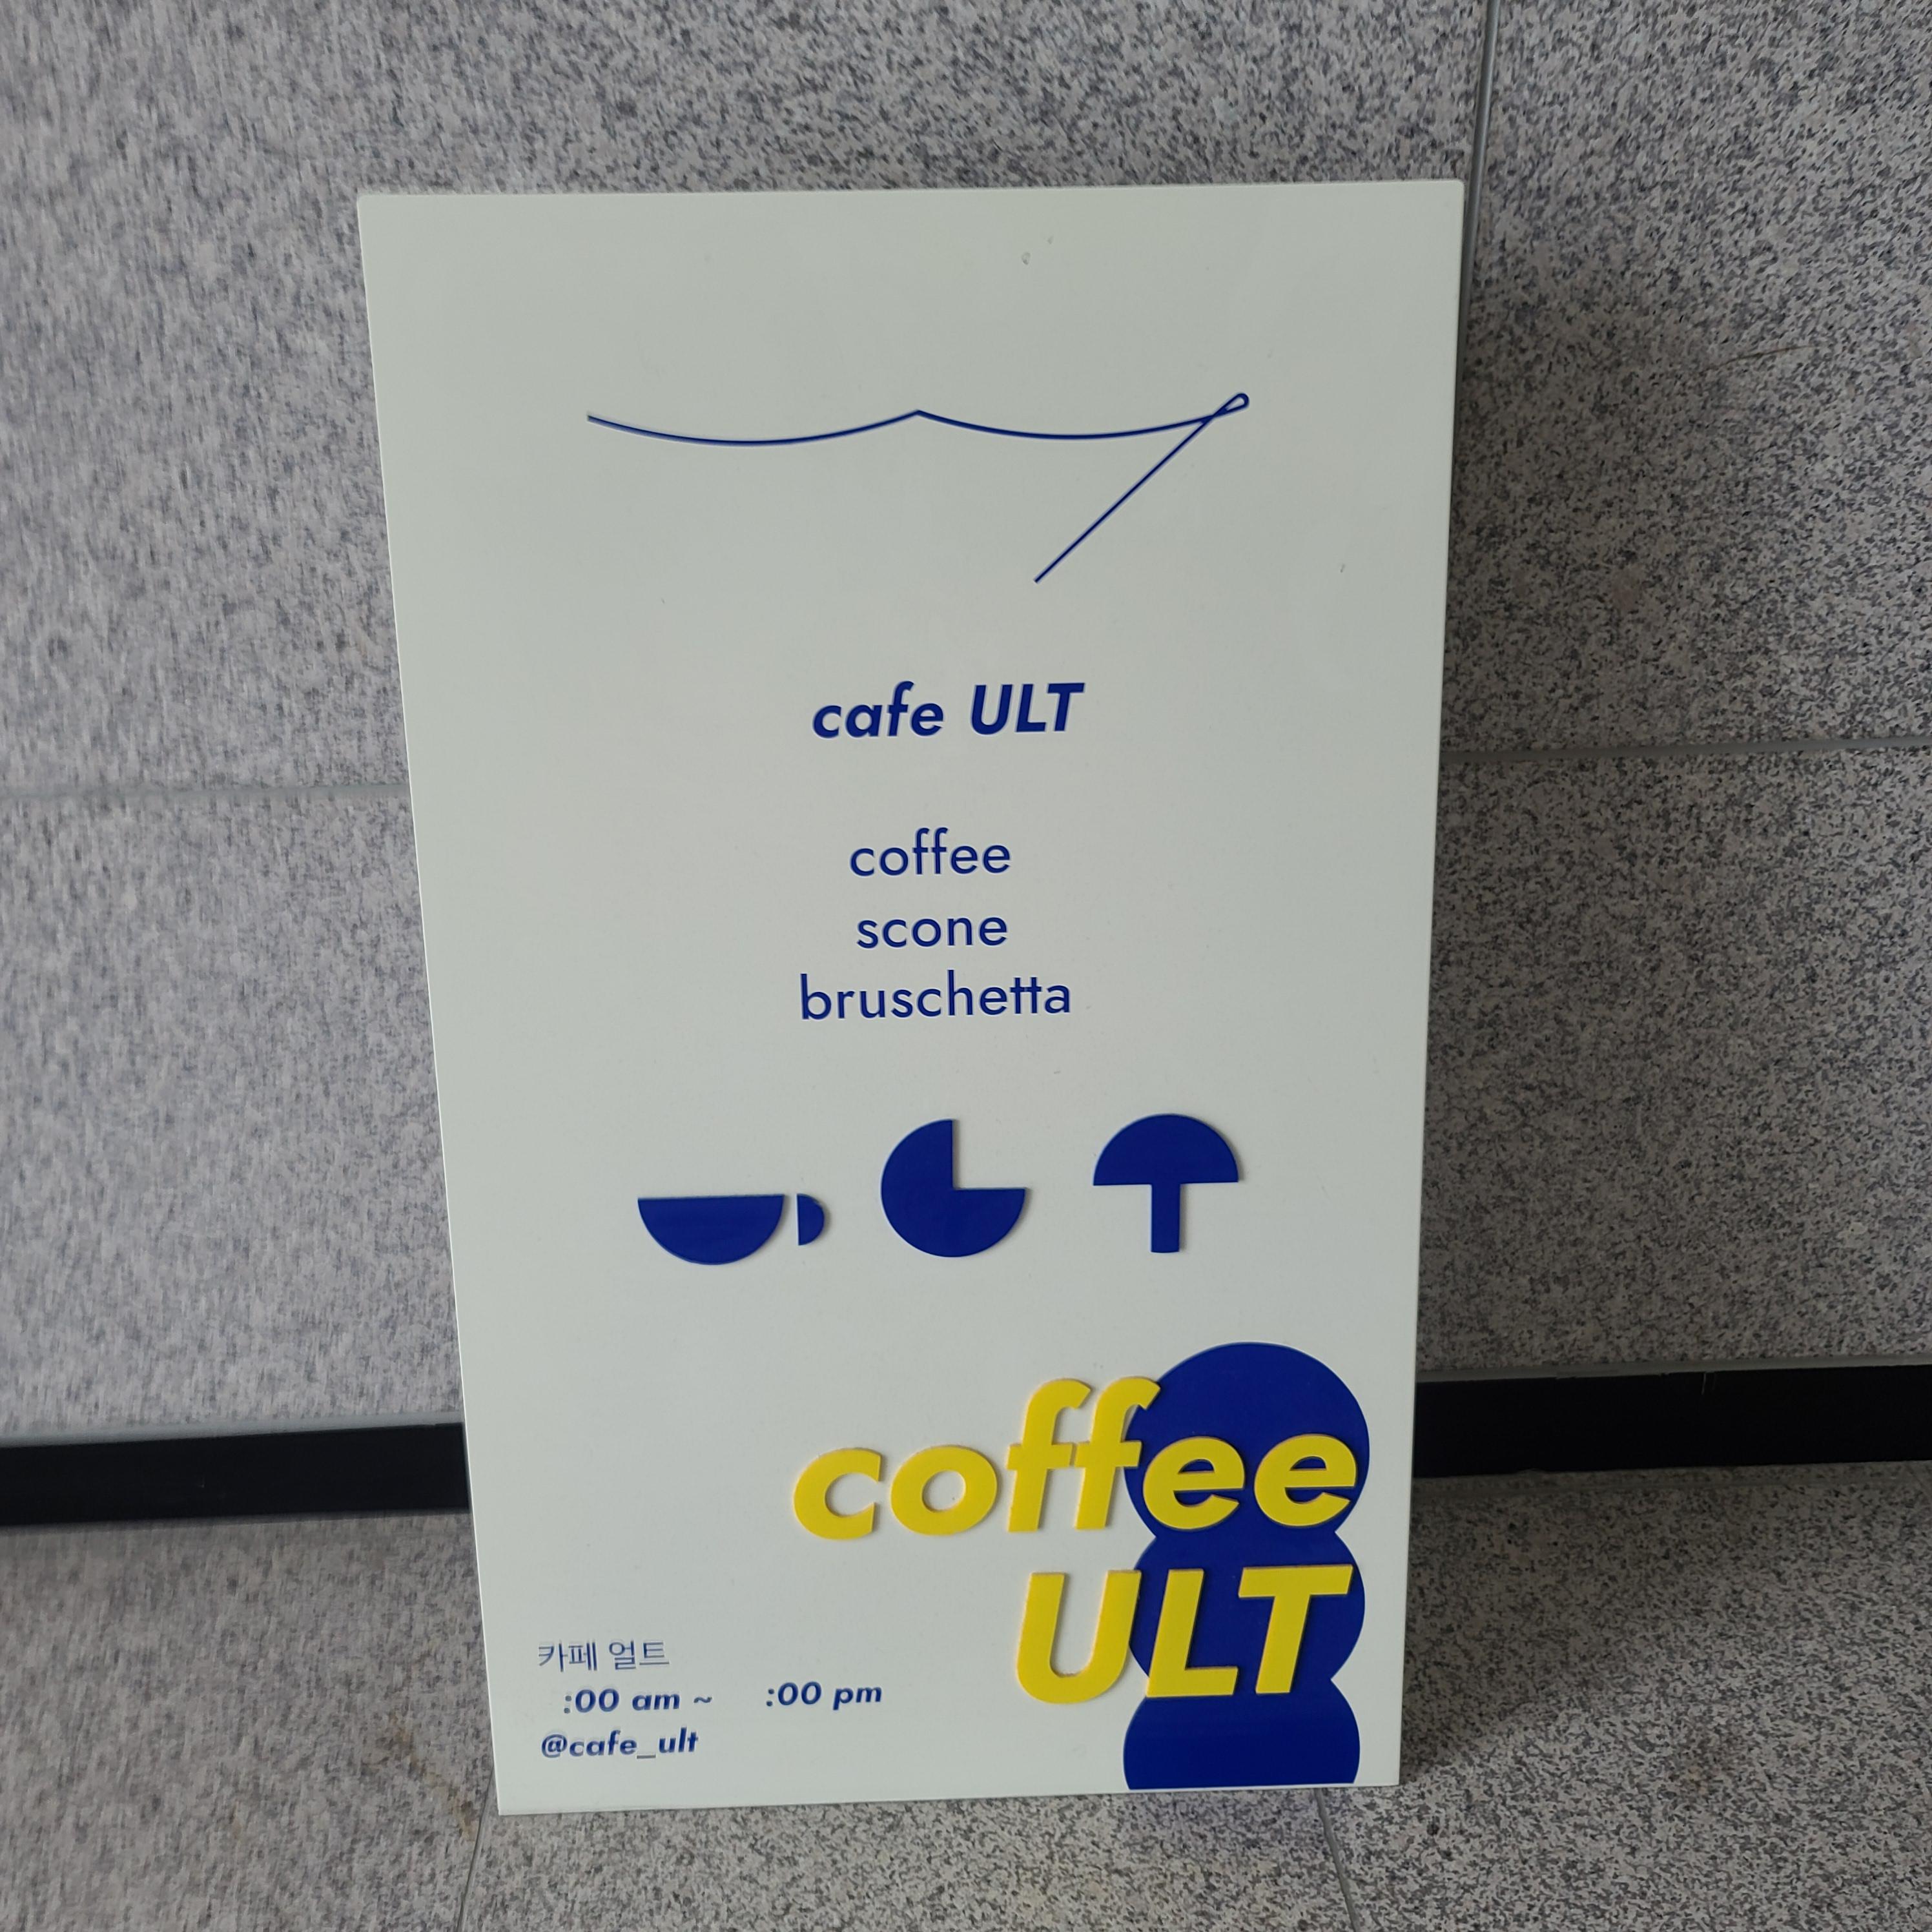 cafe ULT
coffee
scone
bruschetta
coffee
ULT
카페 얼트
:00 am ~ :00 pm
@cafe_ult